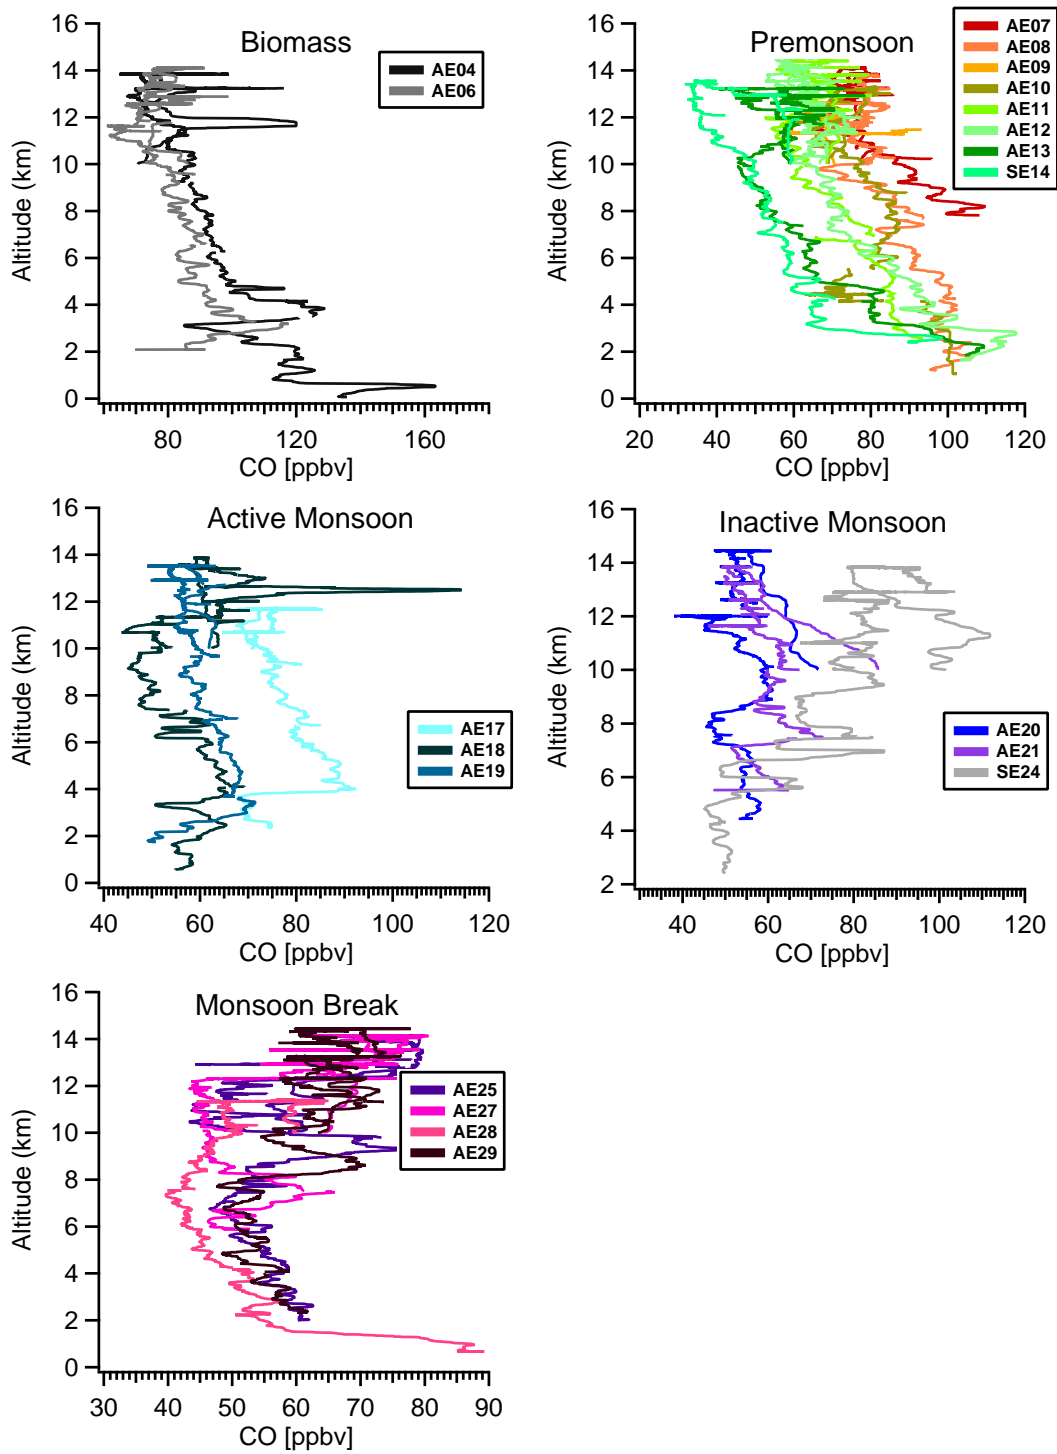 Biomass
16
14
12
10
8
6
4
2
0
Altitude (km)
AE04
AE06
80
120
160
CO [ppbv]
Premonsoon
16
14
12
10
8
6
4
2
0
Altitude (km)
AE07
AE08
AE09
AE10
AE11
AE12
AE13
SE14
20
40
60
80
100
120
CO [ppbv]
Active Monsoon
16
14
12
10
8
6
4
2
0
Altitude (km)
AE17
AE18
AE19
40
60
80
100
120
CO [ppbv]
Inactive Monsoon
16
14
12
10
8
6
4
2
Altitude (km)
AE20
AE21
SE24
40
60
80
100
120
CO [ppbv]
Monsoon Break
16
14
12
10
8
6
4
2
0
Altitude (km)
AE25
AE27
AE28
AE29
30
40
50
60
70
80
90
CO [ppbv]